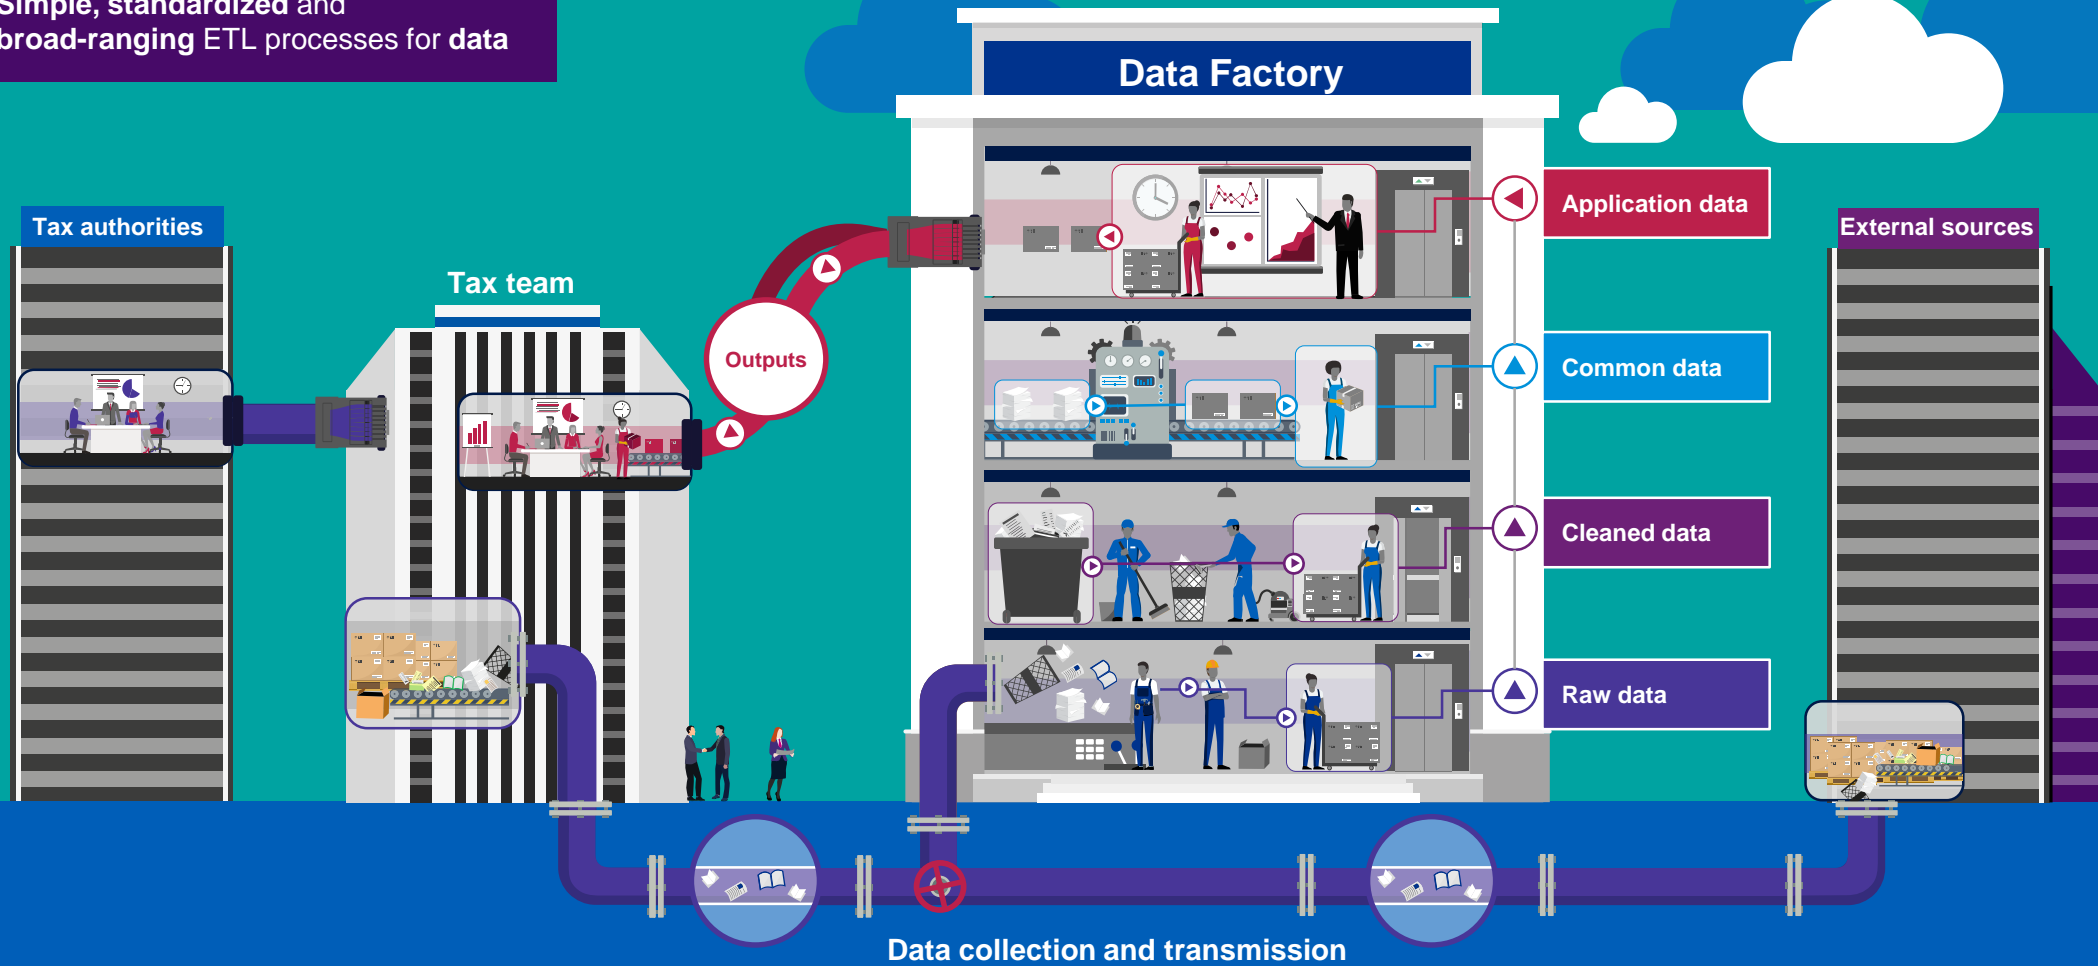 Simple, standardized and
broad-ranging ETL processes for data
Data Factory
Tax authorities
Tax team
Outputs
Application data
Common data
Cleaned data
Raw data
External sources
Data collection and transmission